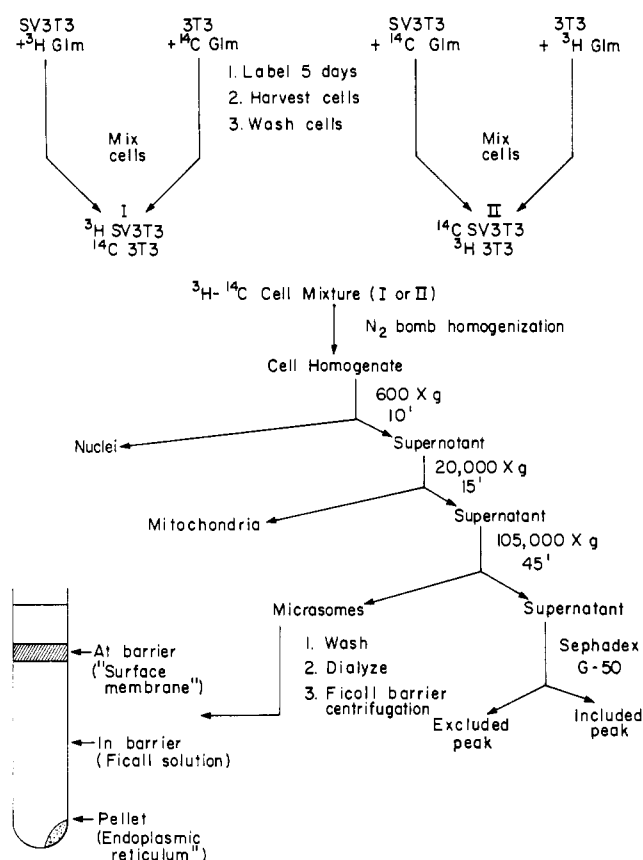 SV3T3
+³H Glm
3T3
+¹⁴C Glm
SV3T3
+ ¹⁴C Glm
3T3
+ ³H Glm
1. Label 5 days
2. Harvest cells
3. Wash cells
Mix
cells
Mix
cells
I
³H SV3T3
¹⁴C 3T3
II
¹⁴C SV3T3
³H 3T3
³H-¹⁴C Cell Mixture (I or II)
N₂ bomb homogenization
Cell Homogenate
600 X g
10'
Nuclei
Supernotant
20,000 X g
15'
Mitochondria
Supernatant
105,000 X g
45'
Micrasomes
Supernatant
1. Wash
2. Dialyze
3. Ficoll barrier
centrifugation
Sephadex
G-50
Excluded
peak
Included
peak
At barrier
("Surface
membrane")
In barrier
(Ficall solution)
Pellet
(Endoplasmic
reticulum")